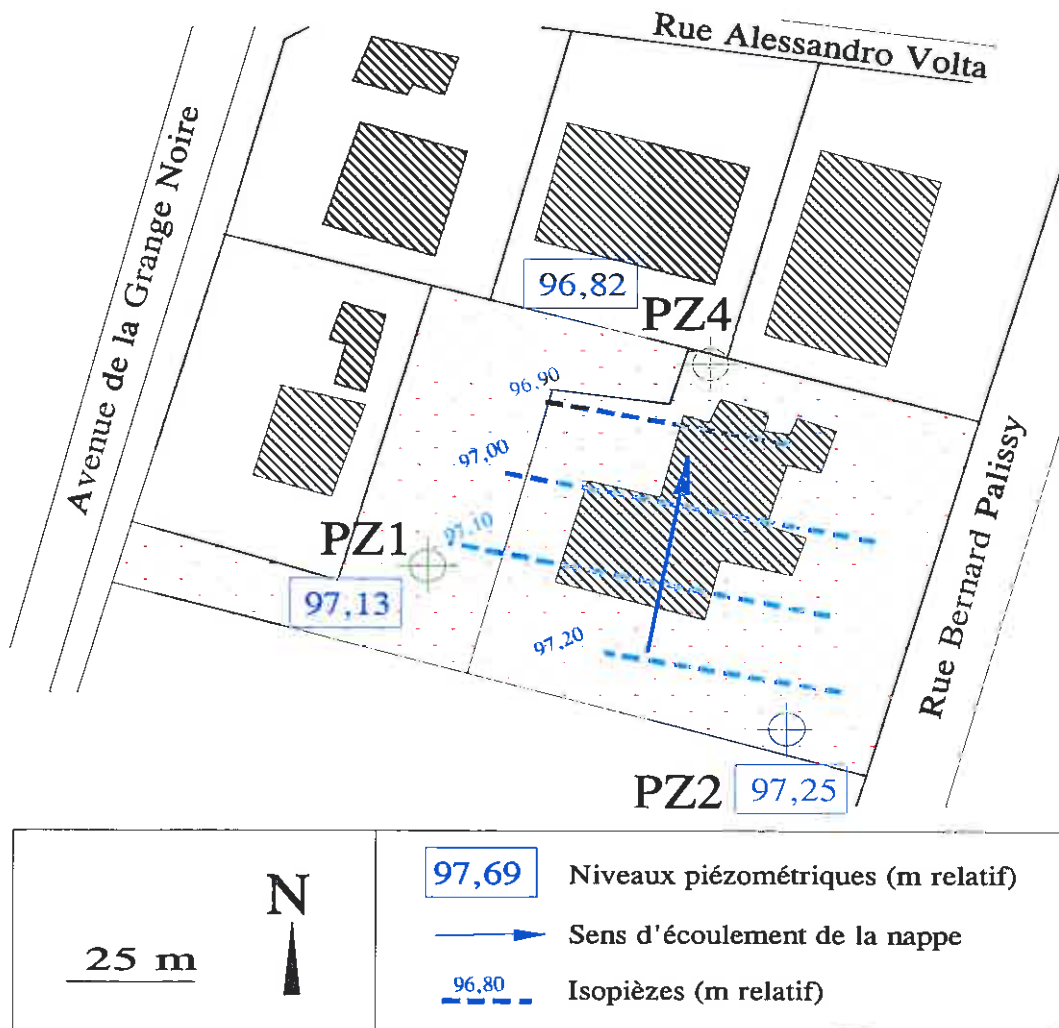 Rue Alessandro Volta
Avenue de la Grange Noire
96,82
PZ4
96,90
97,00
97,10
PZ1
97,13
97,20
Rue Bernard Palissy
PZ2
97,25
N
25 m
97,69
Niveaux piézométriques (m relatif)
Sens d'écoulement de la nappe
96,80
Isopièzes (m relatif)